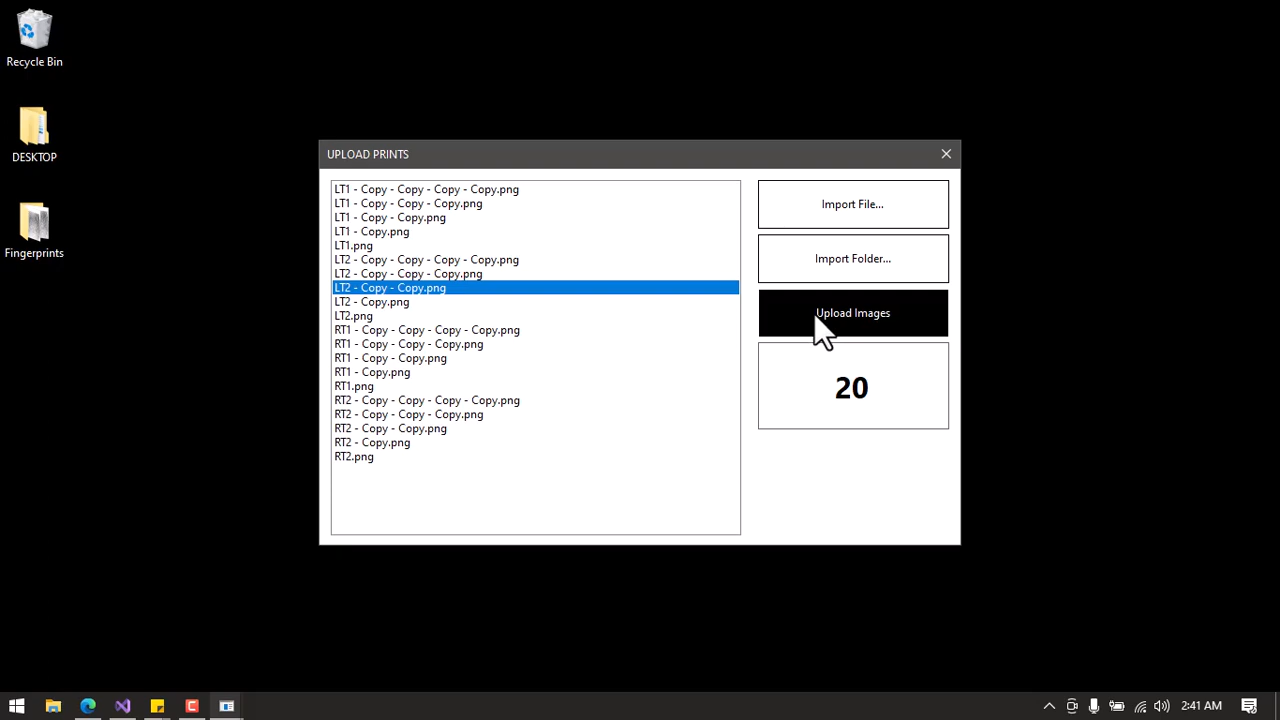 Recycle Bin
DESKTOP
Fingerprints
UPLOAD PRINTS
LT1 - Copy - Copy - Copy - Copy.png
LT1 - Copy - Copy - Copy.png
LT1 - Copy - Copy.png
LT1 - Copy.png
LT1.png
LT2 - Copy - Copy - Copy - Copy.png
LT2 - Copy - Copy - Copy.png
LT2 - Copy - Copy.png
LT2 - Copy.png
LT2.png
RT1 - Copy - Copy - Copy - Copy.png
RT1 - Copy - Copy - Copy.png
RT1 - Copy - Copy.png
RT1 - Copy.png
RT1.png
RT2 - Copy - Copy - Copy - Copy.png
RT2 - Copy - Copy - Copy.png
RT2 - Copy - Copy.png
RT2 - Copy.png
RT2.png
Import File...
Import Folder...
Upload Images
20
2:41 AM